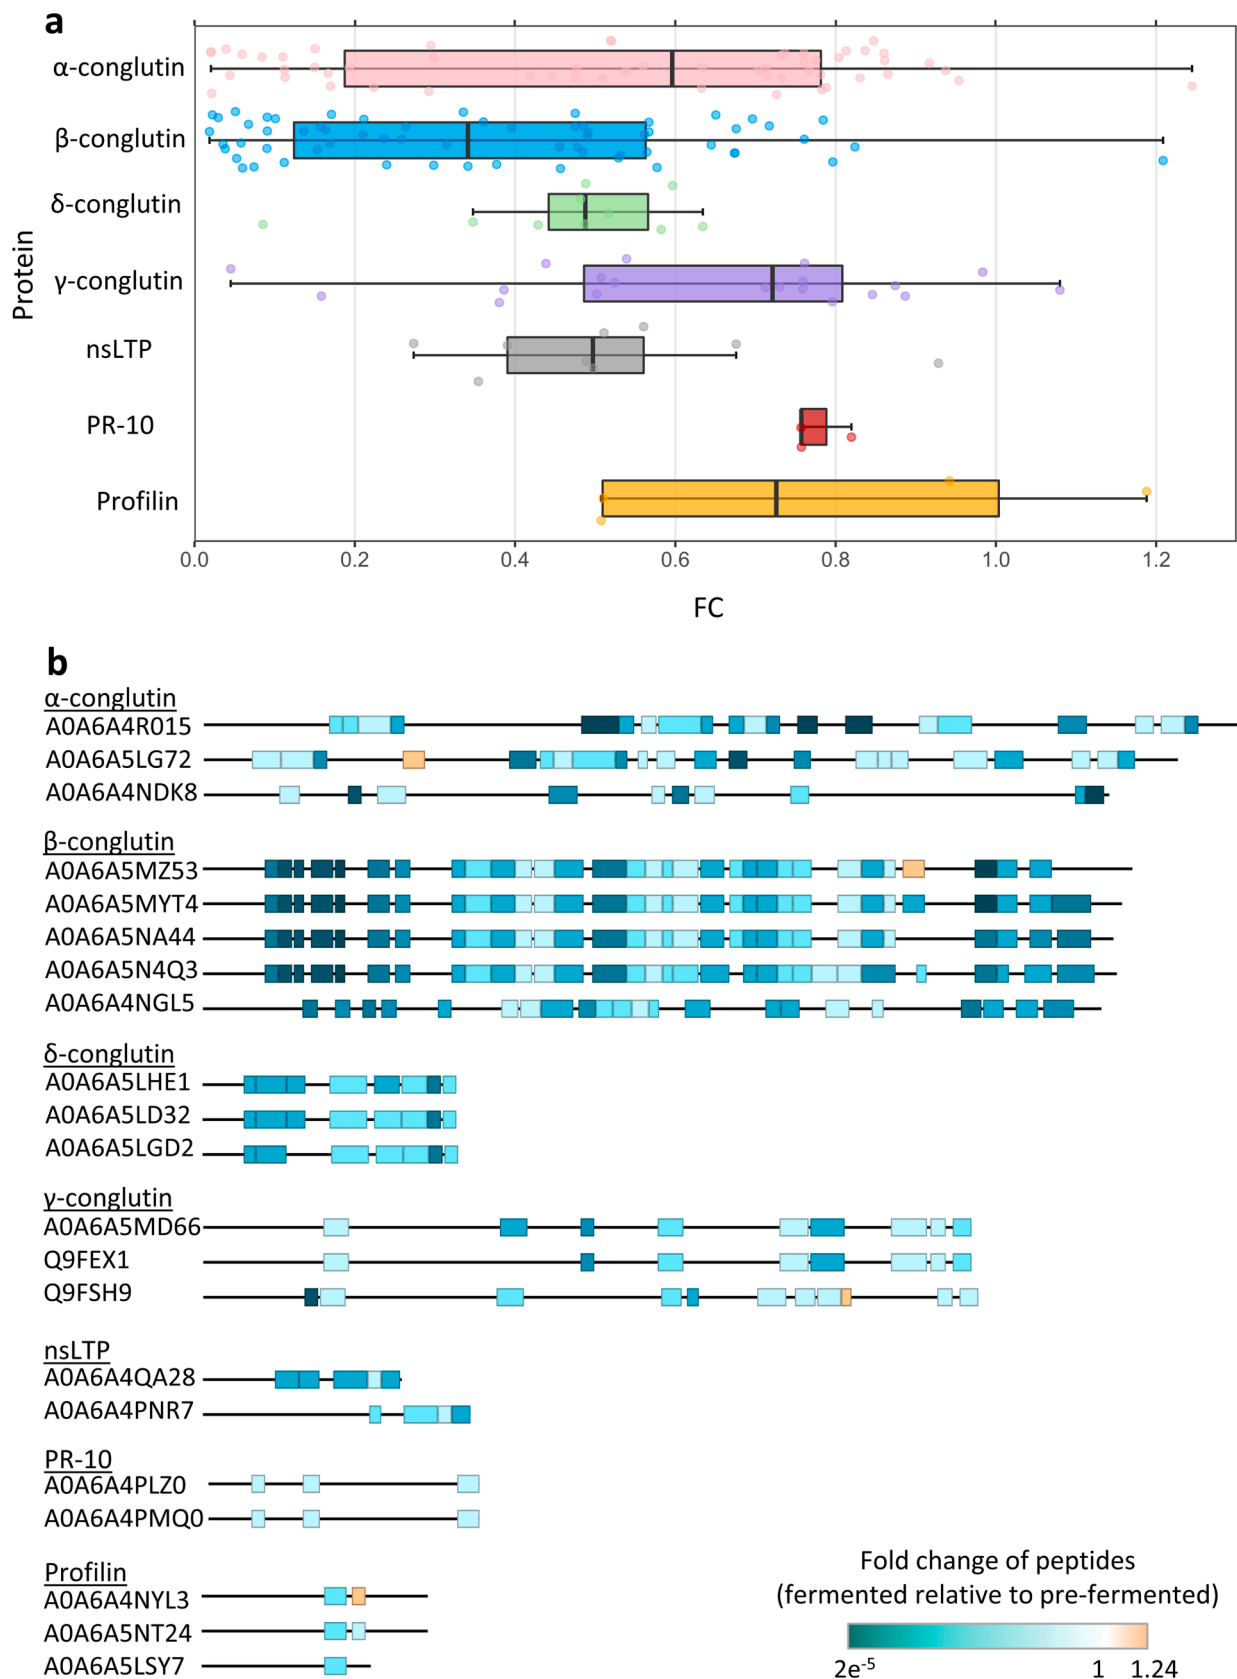 a
α-conglutin
β-conglutin
δ-conglutin
γ-conglutin
nsLTP
PR-10
Profilin
Protein
0.0 0.2 0.4 0.6 0.8 1.0 1.2
FC
b
α-conglutin
A0A6A4R015
A0A6A5LG72
A0A6A4NDK8
β-conglutin
A0A6A5MZ53
A0A6A5MYT4
A0A6A5NA44
A0A6A5N4Q3
A0A6A4NGL5
δ-conglutin
A0A6A5LHE1
A0A6A5LD32
A0A6A5LGD2
γ-conglutin
A0A6A5MD66
Q9FEX1
Q9FSH9
nsLTP
A0A6A4QA28
A0A6A4PNR7
PR-10
A0A6A4PLZ0
A0A6A4PMQ0
Profilin
A0A6A4NYL3
A0A6A5NT24
A0A6A5LSY7
Fold change of peptides
(fermented relative to pre-fermented)
2e⁻⁵ 1 1.24